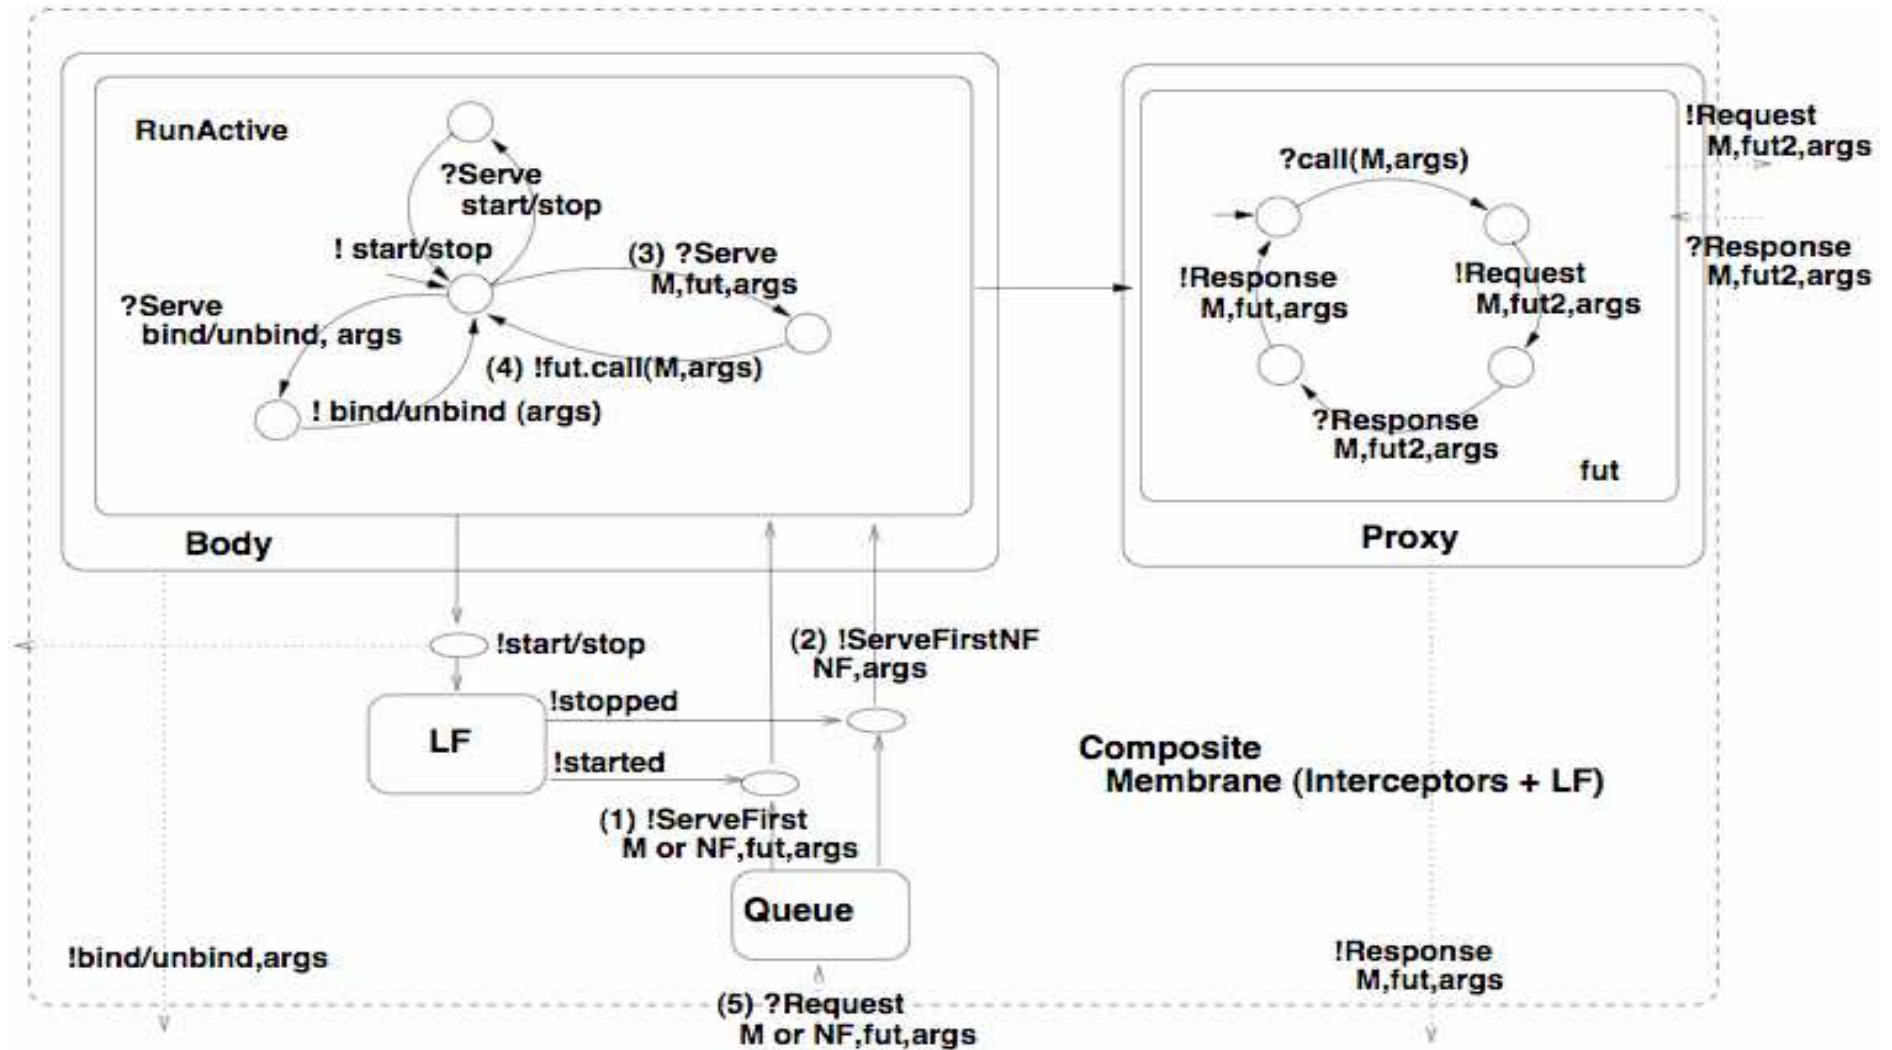 RunActive
?Serve
start/stop
! start/stop
(3) ?Serve
M,fut,args
?Serve
bind/unbind, args
(4) !fut.call(M,args)
! bind/unbind (args)
Body
?call(M,args)
!Response
M,fut,args
!Request
M,fut2,args
?Response
M,fut2,args
fut
Proxy
!Request
M,fut2,args
?Response
M,fut2,args
!start/stop
(2) !ServeFirstNF
NF,args
!stopped
LF
!started
(1) !ServeFirst
M or NF,fut,args
Composite
Membrane (Interceptors + LF)
Queue
!bind/unbind,args
!Response
M,fut,args
(5) ?Request
M or NF,fut,args